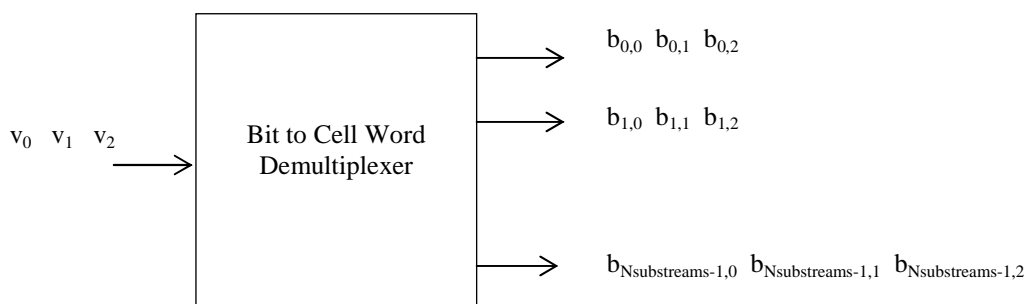 b0,0 b0,1 b0,2
b1,0 b1,1 b1,2
v0 v1 v2
Bit to Cell Word
Demultiplexer
bNsubstreams-1,0 bNsubstreams-1,1 bNsubstreams-1,2